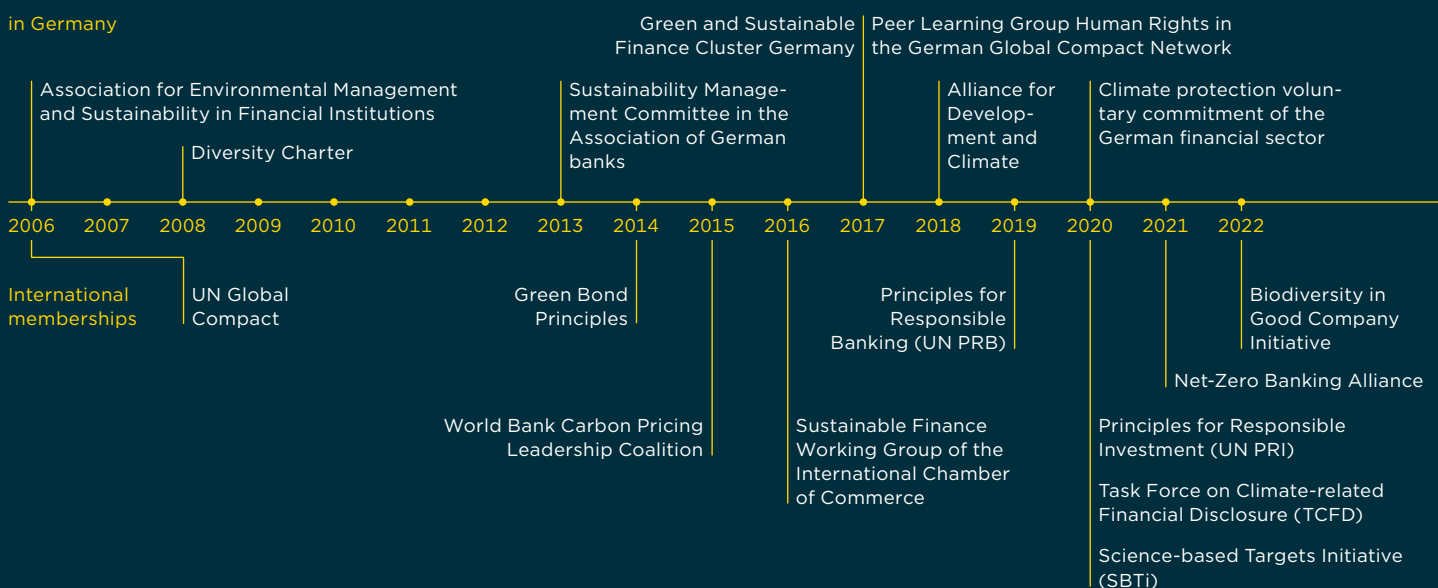 in Germany
Green and Sustainable
Finance Cluster Germany
Peer Learning Group Human Rights in
the German Global Compact Network
Association for Environmental Management
and Sustainability in Financial Institutions
Diversity Charter
Sustainability Manage-
ment Committee in the
Association of German
banks
Alliance for
Develop-
ment and
Climate
Climate protection volun-
tary commitment of the
German financial sector
2006 2007 2008 2009 2010 2011 2012 2013 2014 2015 2016 2017 2018 2019 2020 2021 2022
International
memberships
UN Global
Compact
Green Bond
Principles
Principles for
Responsible
Banking (UN PRB)
Biodiversity in
Good Company
Initiative
Net-Zero Banking Alliance
World Bank Carbon Pricing
Leadership Coalition
Sustainable Finance
Working Group of the
International Chamber
of Commerce
Principles for Responsible
Investment (UN PRI)
Task Force on Climate-related
Financial Disclosure (TCFD)
Science-based Targets Initiative
(SBTi)